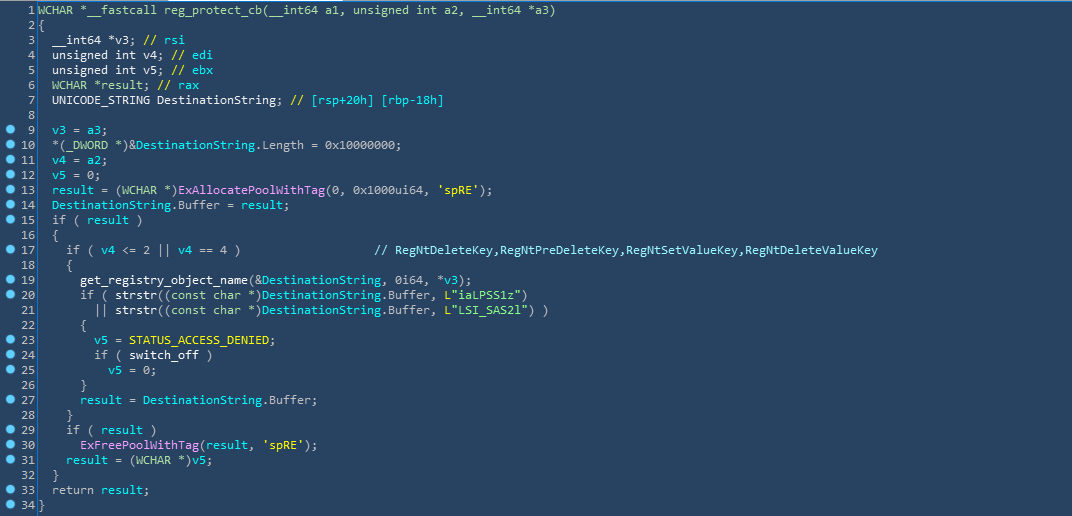 1 WCHAR *__fastcall reg_protect_cb(__int64 a1, unsigned int a2, __int64 *a3)
2 {
3 __int64 *v3; // rsi
4 unsigned int v4; // edi
5 unsigned int v5; // ebx
6 WCHAR *result; // rax
7 UNICODE_STRING DestinationString; // [rsp+20h] [rbp-18h]
8
9 v3 = a3;
10 *(_DWORD *)&DestinationString.Length = 0x10000000;
11 v4 = a2;
12 v5 = 0;
13 result = (WCHAR *)ExAllocatePoolWithTag(0, 0x1000ui64, 'spRE');
14 DestinationString.Buffer = result;
15 if ( result )
16 {
17 if ( v4 <= 2 || v4 == 4 ) // RegNtDeleteKey,RegNtPreDeleteKey,RegNtSetValueKey,RegNtDeleteValueKey
18 {
19 get_registry_object_name(&DestinationString, 0i64, *v3);
20 if ( strstr((const char *)DestinationString.Buffer, L"iaLPSS1z")
21 || strstr((const char *)DestinationString.Buffer, L"LSI_SAS2l") )
22 {
23 v5 = STATUS_ACCESS_DENIED;
24 if ( switch_off )
25 v5 = 0;
26 }
27 result = DestinationString.Buffer;
28 }
29 if ( result )
30 ExFreePoolWithTag(result, 'spRE');
31 result = (WCHAR *)v5;
32 }
33 return result;
34 }